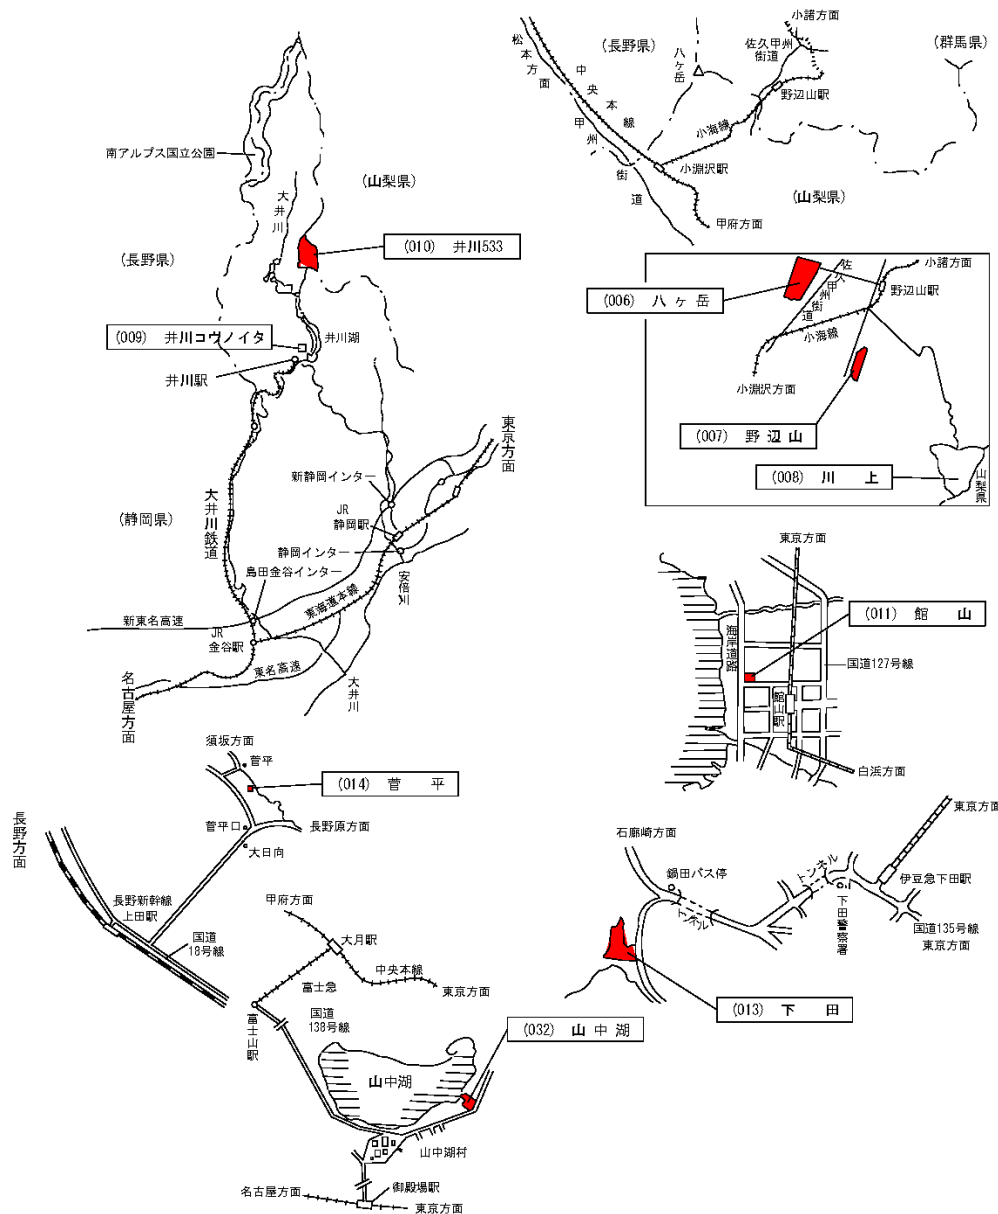 南アルプス国立公園
大井川
(山梨県)
(010) 井川533
(長野県)
(009) 井川コヴノイタ
井川湖
井川駅
東京方面
新静岡インター
大井川鉄道
JR
静岡駅
(静岡県)
静岡インター
島田金谷インター
安倍川
東海道本線
新東名高速
JR
金谷駅
東名高速
大井川
名古屋方面
松本方面
(長野県)
中央本線
甲州街道
八ヶ岳
小諸方面
佐久甲州
街道
(群馬県)
野辺山駅
小海線
小淵沢駅
(山梨県)
甲府方面
(006) 八ヶ岳
佐久甲州街道
小諸方面
野辺山駅
小海線
小淵沢方面
(007) 野辺山
(008) 川上
山梨県
東京方面
(011) 館山
海岸道路
国道127号線
館山駅
白浜方面
須坂方面
菅平
(014) 菅平
菅平口
長野原方面
大日向
長野方面
長野新幹線
上田駅
国道
18号線
甲府方面
大月駅
中央本線
富士急
東京方面
富士山駅
国道
138号線
(032) 山中湖
山中湖
山中湖村
御殿場駅
名古屋方面
東京方面
石廊崎方面
鍋田バス停
トンネル
トンネル
東京方面
伊豆急下田駅
下田警察署
国道135号線
東京方面
(013) 下田